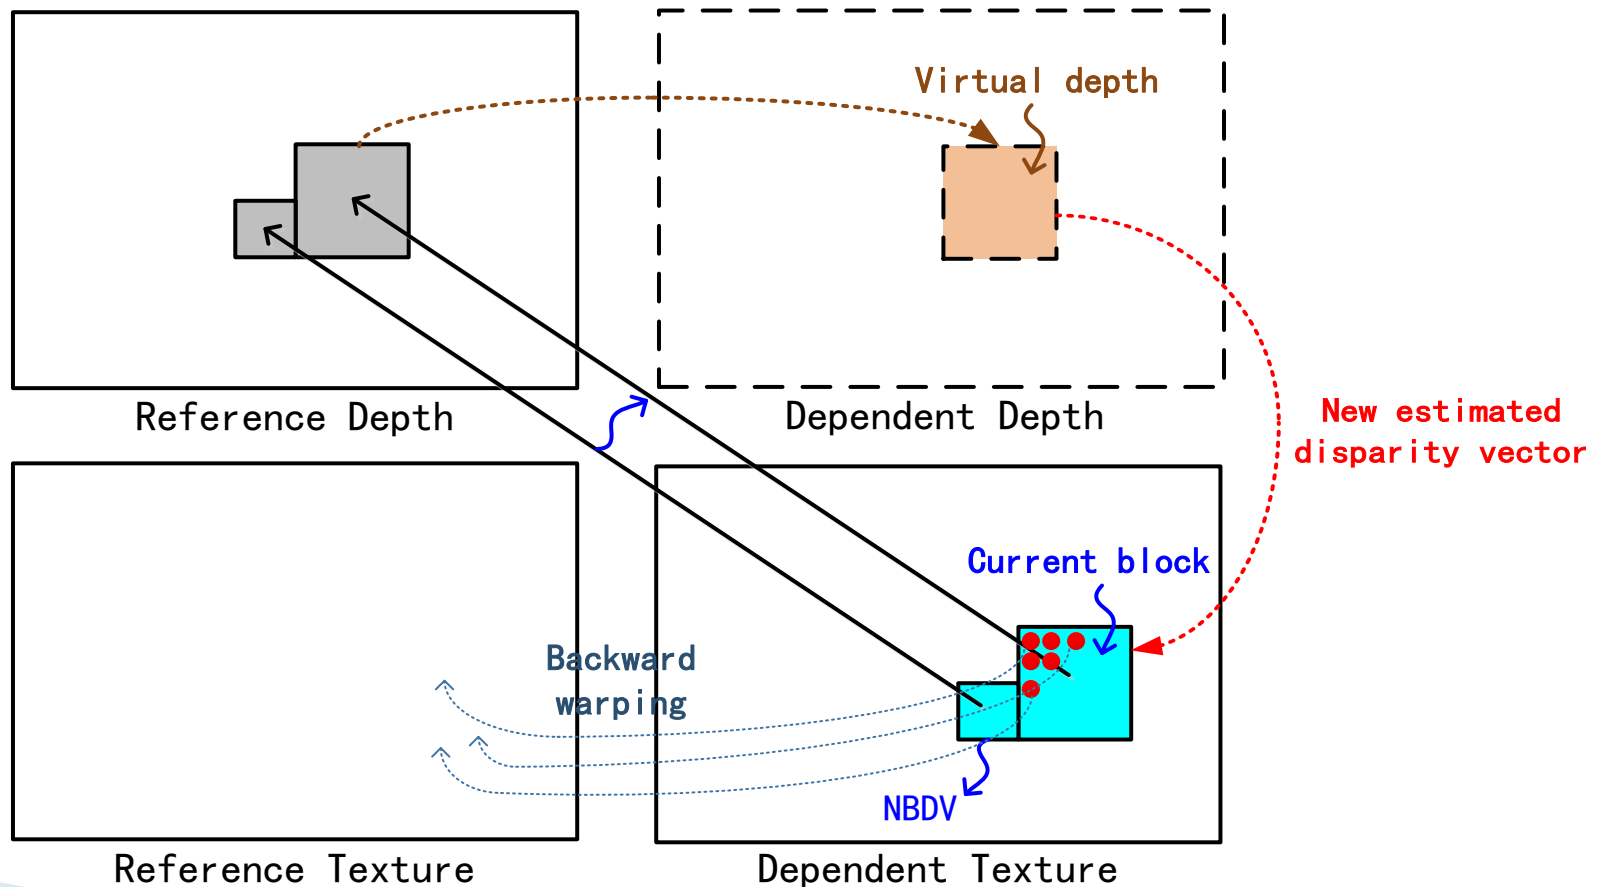 Virtual depth
Reference Depth
Dependent Depth
New estimated
disparity vector
Current block
Backward
warping
NBDV
Reference Texture
Dependent Texture